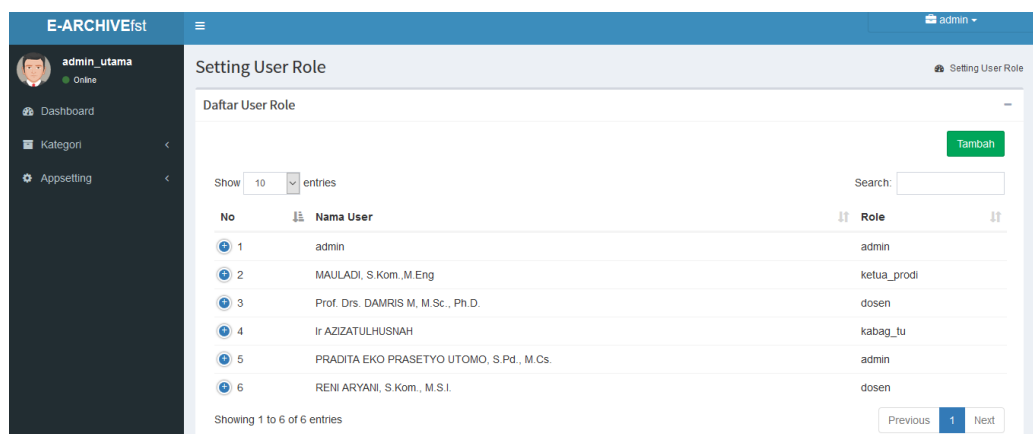 E-ARCHIVEfst
admin
admin_utama
Online
Dashboard
Kategori
Appsetting
Setting User Role
Setting User Role
Daftar User Role
Tambah
Show 10 entries
Search:
No Nama User Role
1 admin admin
2 MAULADI, S.Kom.,M.Eng ketua_prodi
3 Prof. Drs. DAMRIS M, M.Sc., Ph.D. dosen
4 Ir AZIZATULHUSNAH kabag_tu
5 PRADITA EKO PRASETYO UTOMO, S.Pd., M.Cs. admin
6 RENI ARYANI, S.Kom., M.S.I. dosen
Showing 1 to 6 of 6 entries
Previous 1 Next